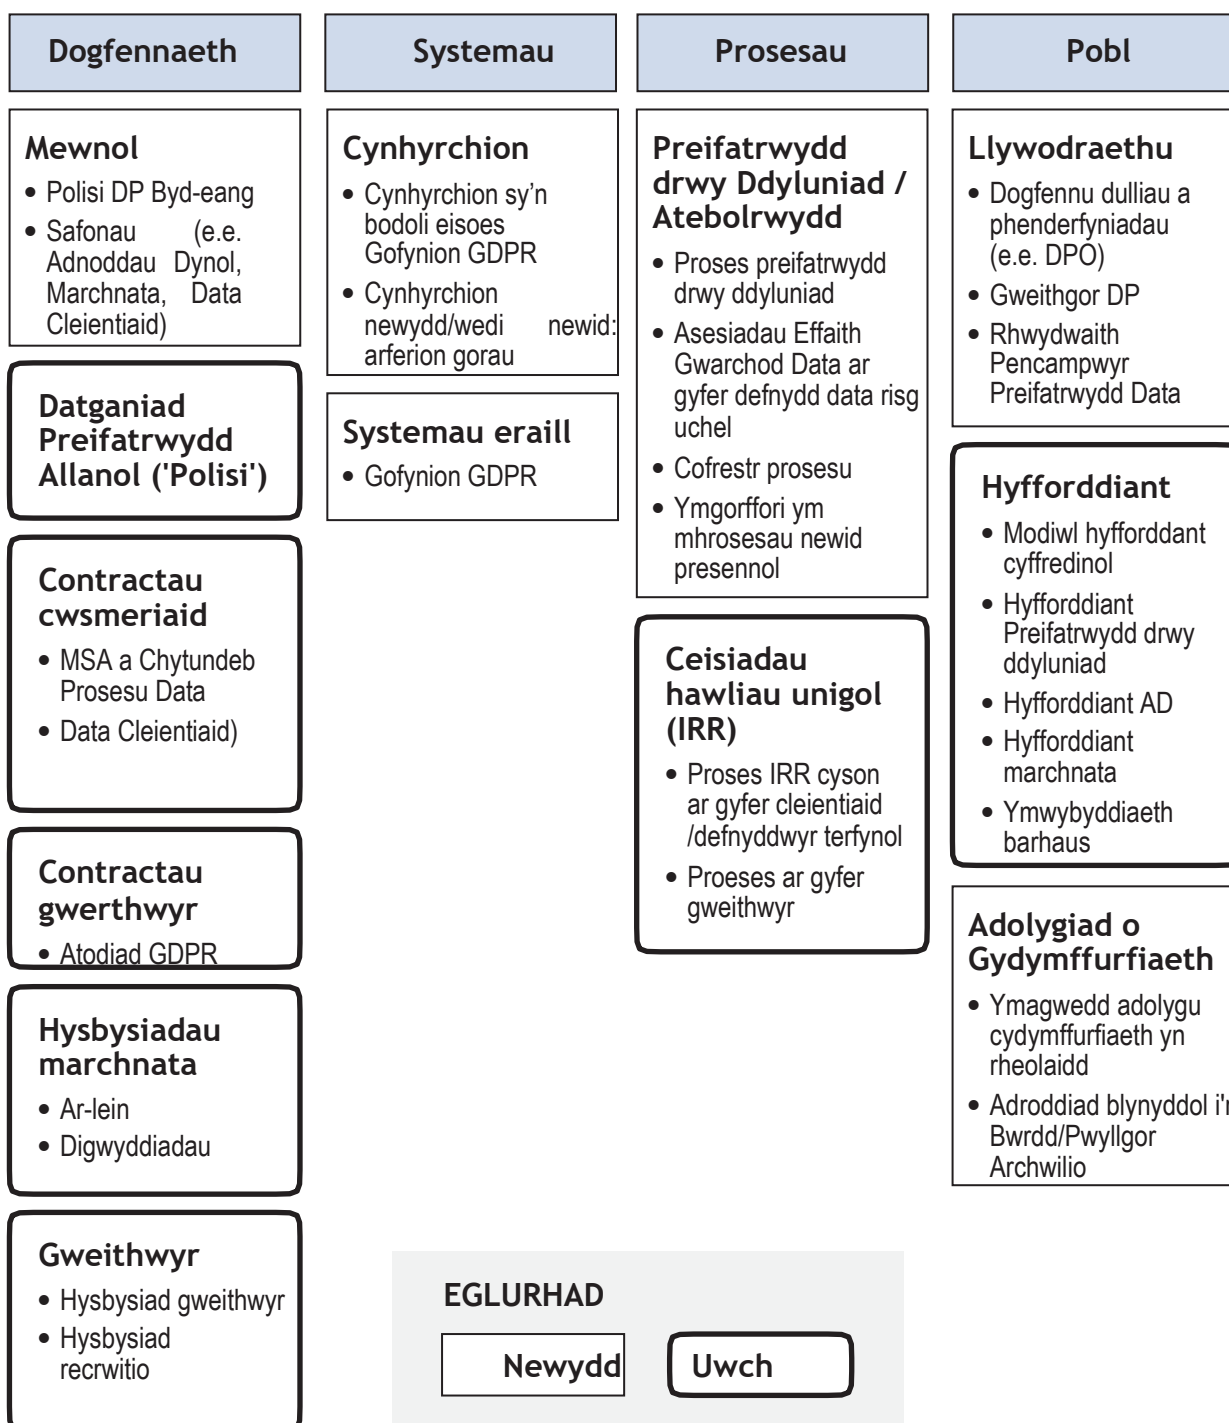 Dogfennaeth
Mewnol
• Polisi DP Byd-eang
• Safonau (e.e.
Adnoddau Dynol,
Marchnata, Data
Cleientiaid)
Datganiad
Preifatrwydd
Allanol ('Polisi')
Contractau
cwsmeriaid
• MSA a Chytundeb
Prosesu Data
• Data Cleientiaid)
Contractau
gwerthwyr
• Atodiad GDPR
Hysbysiadau
marchnata
• Ar-lein
• Digwyddiadau
Gweithwyr
• Hysbysiad gweithwyr
• Hysbysiad
recrwitio
Systemau
Cynhyrchion
• Cynhyrchion sy'n
bodoli eisoes
Gofynion GDPR
• Cynhyrchion
newydd/wedi newid:
arferion gorau
Systemau eraill
• Gofynion GDPR
Prosesau
Preifatrwydd
drwy Ddyluniad /
Atebolrwydd
• Proses preifatrwydd
drwy ddyluniad
• Asesiadau Effaith
Gwarchod Data ar
gyfer defnydd data risg
uchel
• Cofrestr prosesu
• Ymgorffori ym
mhrosesau newid
presennol
Ceisiadau
hawliau unigol
(IRR)
• Proses IRR cyson
ar gyfer cleientiaid
/defnyddwyr terfynol
• Proeses ar gyfer
gweithwyr
Pobl
Llywodraethu
• Dogfennu dulliau a
phenderfyniadau
(e.e. DPO)
• Gweithgor DP
• Rhwydwaith
Pencampwyr
Preifatrwydd Data
Hyfforddiant
• Modiwl hyfforddant
cyffredinol
• Hyfforddiant
Preifatrwydd drwy
ddyluniad
• Hyfforddiant AD
• Hyfforddiant
marchnata
• Ymwybyddiaeth
barhaus
Adolygiad o
Gydymffurfiaeth
• Ymagwedd adolygu
cydymffurfiaeth yn
rheolaidd
• Adroddiad blynyddol i'r
Bwrdd/Pwyllgor
Archwilio
EGLURHAD
Newydd
Uwch